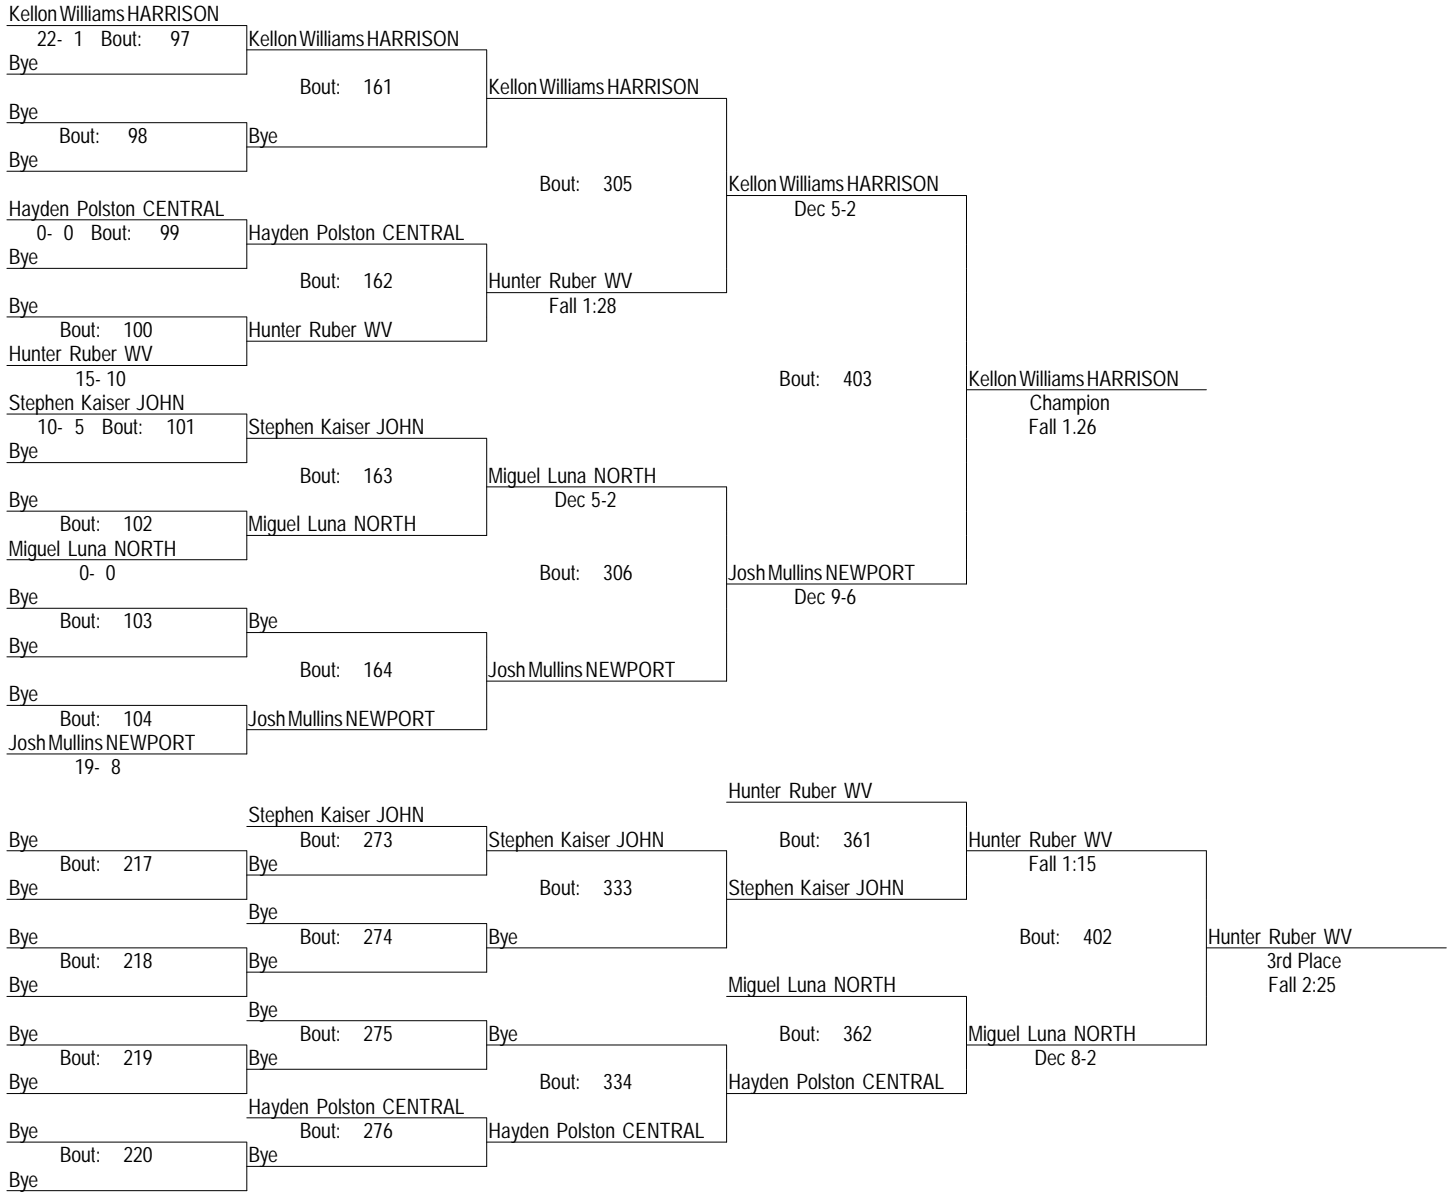 Kellon Williams HARRISON
22- 1 Bout: 97 Kellon Williams HARRISON
Bye
Bout: 161 Kellon Williams HARRISON
Bye
Bout: 98 Bye
Bye
Bout: 305 Kellon Williams HARRISON
Hayden Polston CENTRAL Dec 5-2
0- 0 Bout: 99 Hayden Polston CENTRAL
Bye
Bout: 162 Hunter Ruber WV
Bye Fall 1:28
Bout: 100 Hunter Ruber WV
Hunter Ruber WV
15- 10 Bout: 403 Kellon Williams HARRISON
Stephen Kaiser JOHN Champion
10- 5 Bout: 101 Stephen Kaiser JOHN Fall 1.26
Bye
Bout: 163 Miguel Luna NORTH
Bye Dec 5-2
Bout: 102 Miguel Luna NORTH
Miguel Luna NORTH
0- 0 Bout: 306 Josh Mullins NEWPORT
Bye Dec 9-6
Bout: 103 Bye
Bye
Bout: 164 Josh Mullins NEWPORT
Bye
Bout: 104 Josh Mullins NEWPORT
Josh Mullins NEWPORT
19- 8
Hunter Ruber WV
Stephen Kaiser JOHN
Bye Bout: 273 Stephen Kaiser JOHN Bout: 361 Hunter Ruber WV
Bout: 217 Bye Fall 1:15
Bye Bout: 333 Stephen Kaiser JOHN
Bye
Bye Bout: 274 Bye Bout: 402 Hunter Ruber WV
Bout: 218 Bye 3rd Place
Bye Miguel Luna NORTH Fall 2:25
Bye
Bye Bout: 275 Bye Bout: 362 Miguel Luna NORTH
Bout: 219 Bye Dec 8-2
Bye Bout: 334 Hayden Polston CENTRAL
Hayden Polston CENTRAL
Bye Bout: 276 Hayden Polston CENTRAL
Bout: 220 Bye
Bye